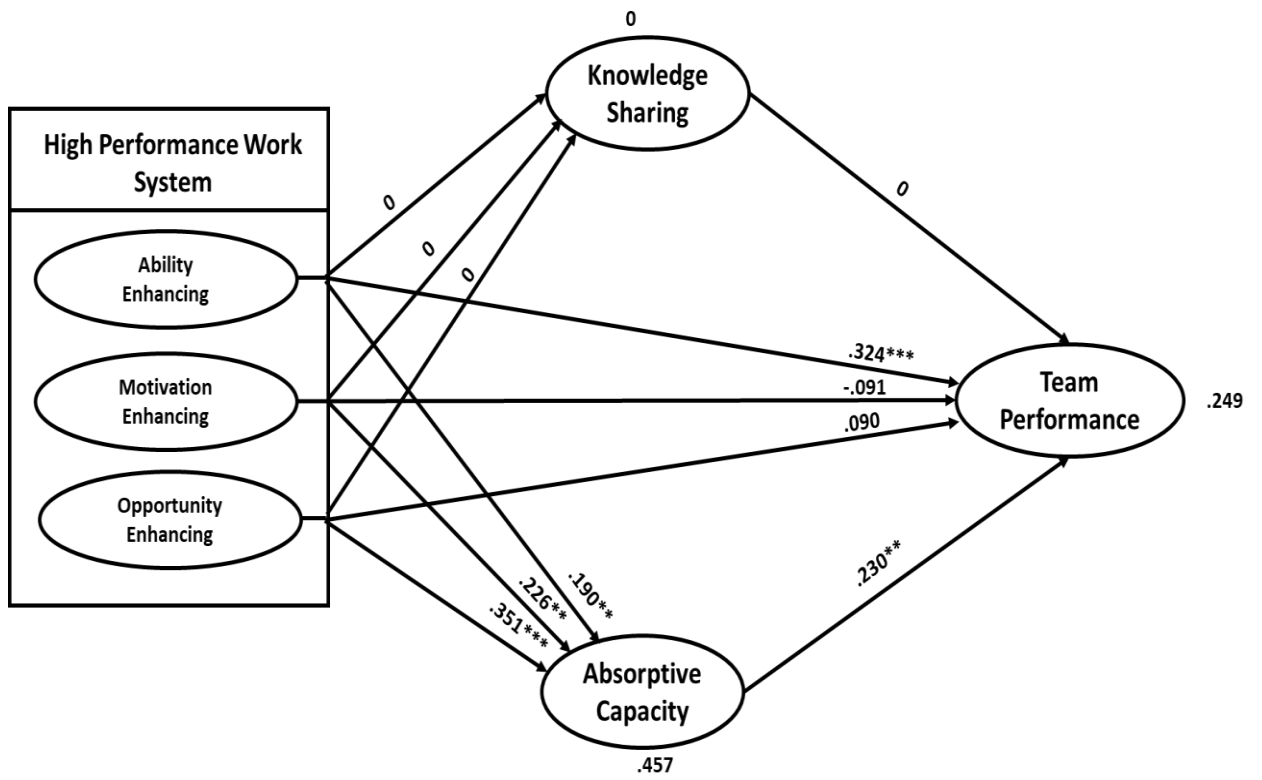 0
Knowledge
Sharing
High Performance Work
System
0
0
0
0
Ability
Enhancing
.324***
Motivation
Enhancing
-.091
Team
Performance
.249
.090
Opportunity
Enhancing
.230**
.190**
.226**
.351***
Absorptive
Capacity
.457